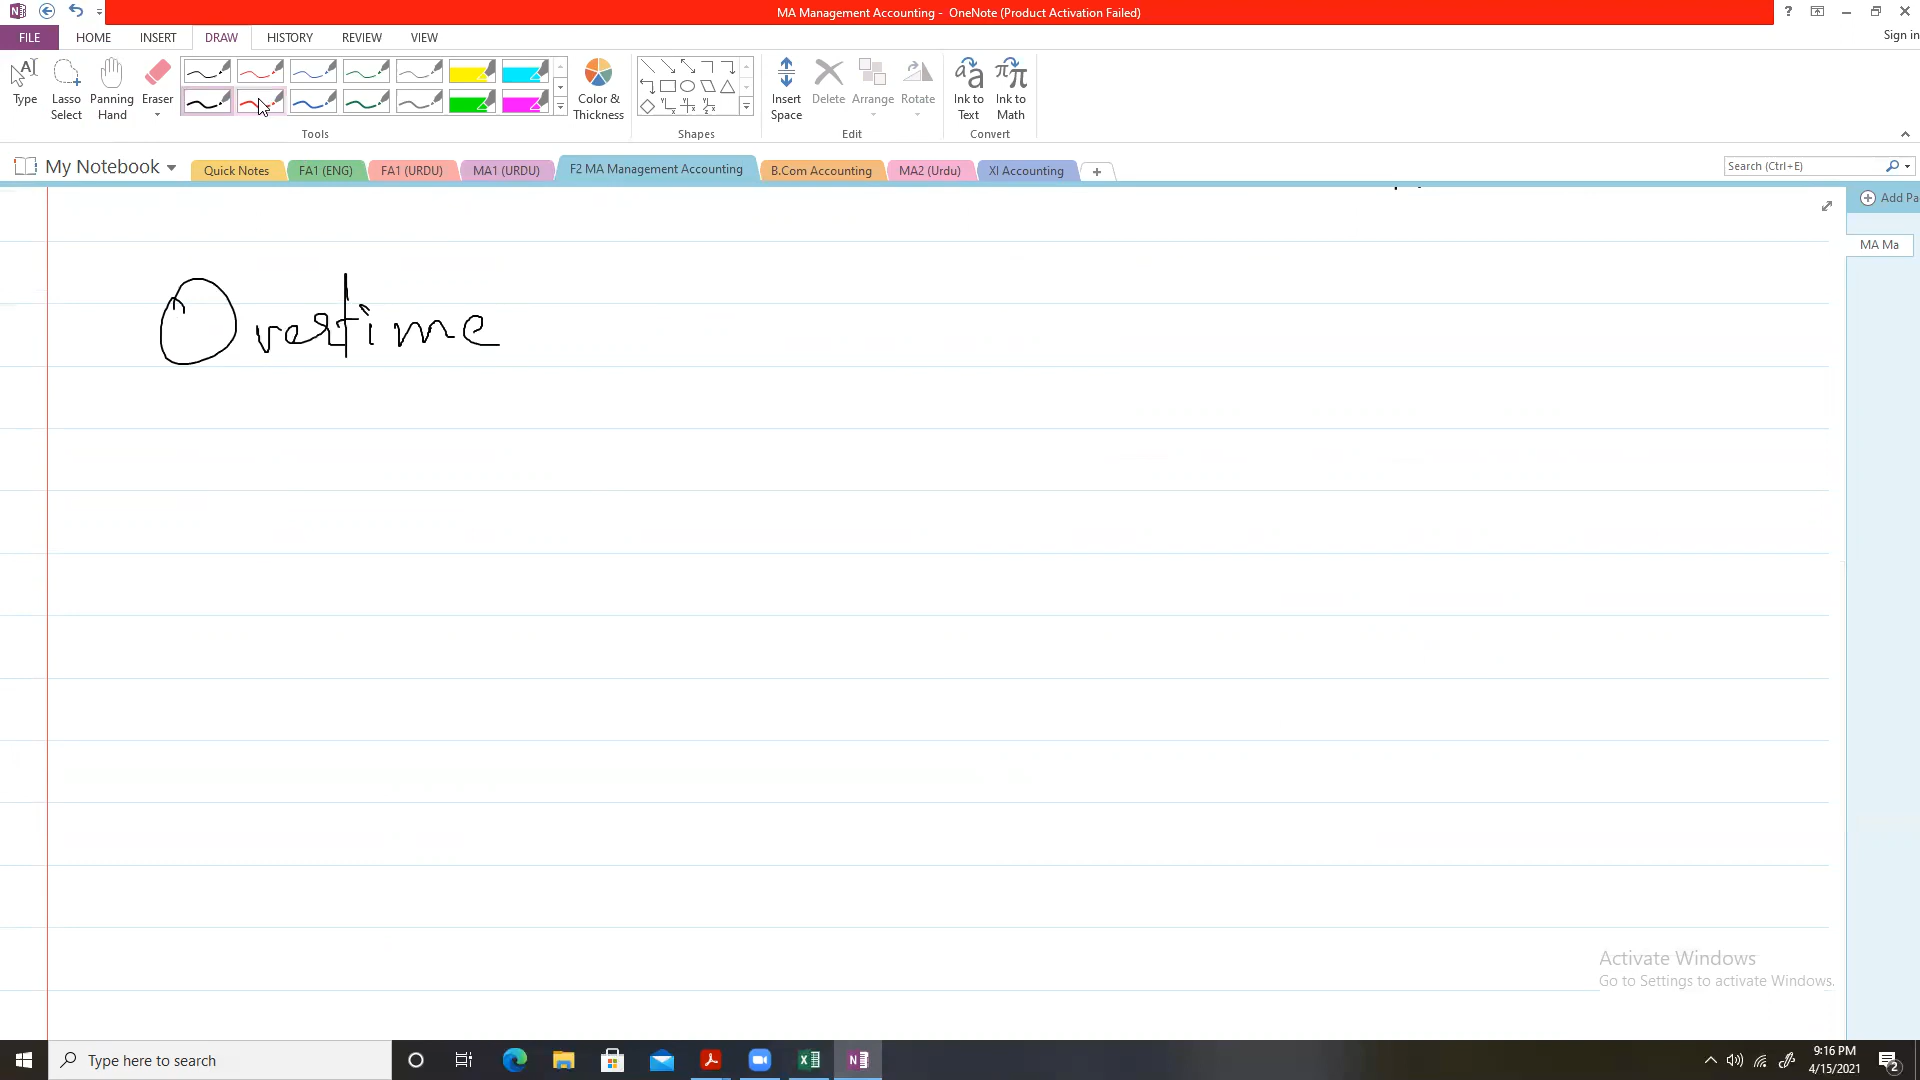 MA Management Accounting - OneNote (Product Activation Failed)
?
Sign in
FILE HOME INSERT DRAW HISTORY REVIEW VIEW
Type
Lasso Select
Panning Hand
Eraser
Color & Thickness
Insert Space
Delete
Arrange
Rotate
Ink to Text
Ink to Math
Tools
Shapes
Edit
Convert
My Notebook
Quick Notes
FA1 (ENG)
FA1 (URDU)
MA1 (URDU)
F2 MA Management Accounting
B.Com Accounting
MA2 (Urdu)
XI Accounting
Search (Ctrl+E)
Add Pa
MA Ma
Overtime
Activate Windows
Go to Settings to activate Windows.
Type here to search
9:16 PM
4/15/2021
2